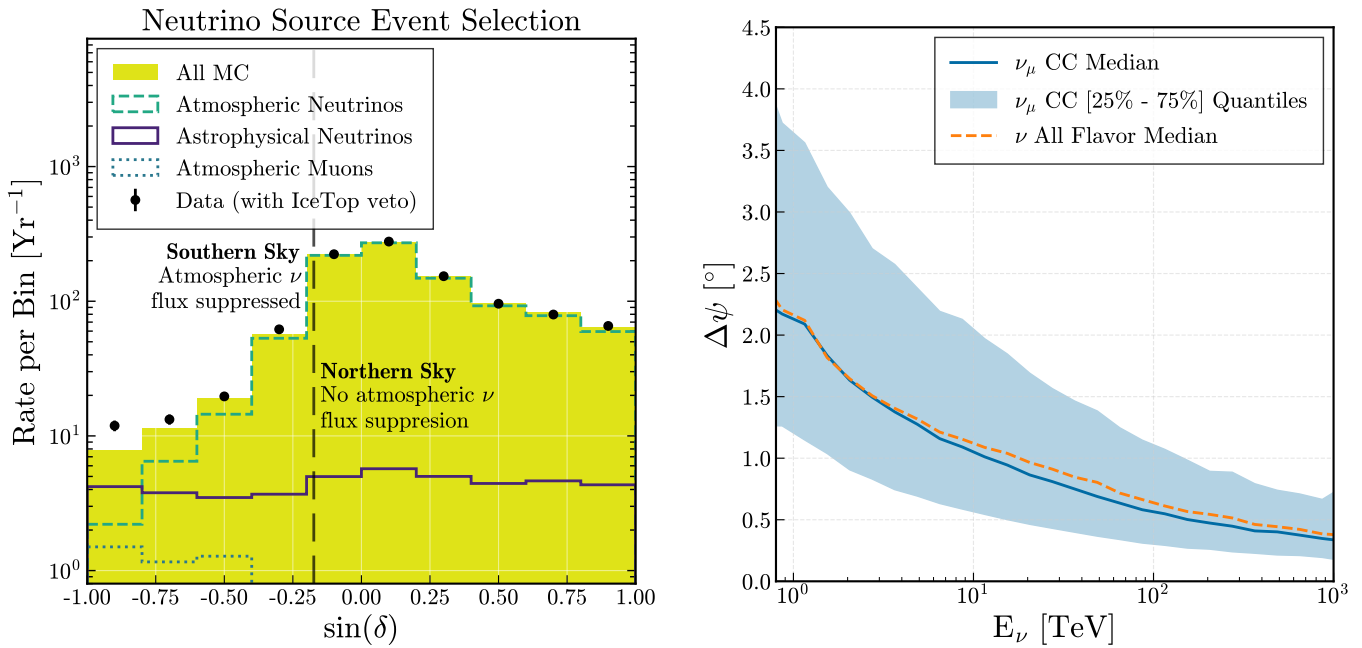 Neutrino Source Event Selection
All MC
Atmospheric Neutrinos
Astrophysical Neutrinos
Atmospheric Muons
Data (with IceTop veto)
Southern Sky
Atmospheric ν
flux suppressed
Northern Sky
No atmospheric ν
flux suppresion
Rate per Bin [Yr⁻¹]
10³
10²
10¹
10⁰
-1.00 -0.75 -0.50 -0.25 0.00 0.25 0.50 0.75 1.00
sin(δ)
ν_μ CC Median
ν_μ CC [25% - 75%] Quantiles
ν All Flavor Median
Δψ [°]
4.5
4.0
3.5
3.0
2.5
2.0
1.5
1.0
0.5
0.0
10⁰ 10¹ 10² 10³
E_ν [TeV]